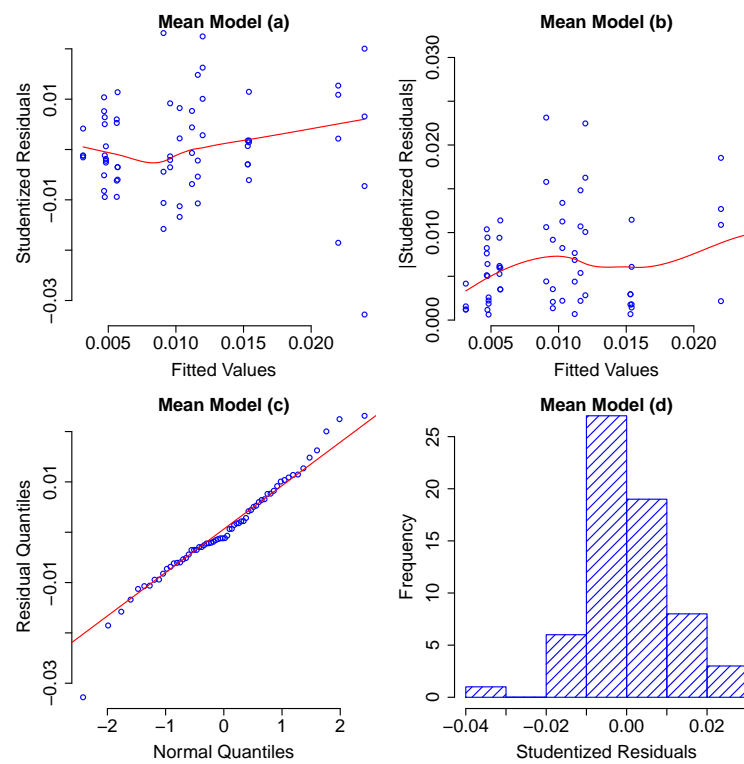 Mean Model (a)
Studentized Residuals
0.01
-0.01
-0.03
0.005
0.010
0.015
0.020
Fitted Values
Mean Model (b)
|Studentized Residuals|
0.030
0.020
0.010
0.000
0.005
0.010
0.015
0.020
Fitted Values
Mean Model (c)
Residual Quantiles
0.01
-0.01
-0.03
−2
−1
0
1
2
Normal Quantiles
Mean Model (d)
Frequency
25
20
15
10
5
0
−0.04
−0.02
0.00
0.02
Studentized Residuals